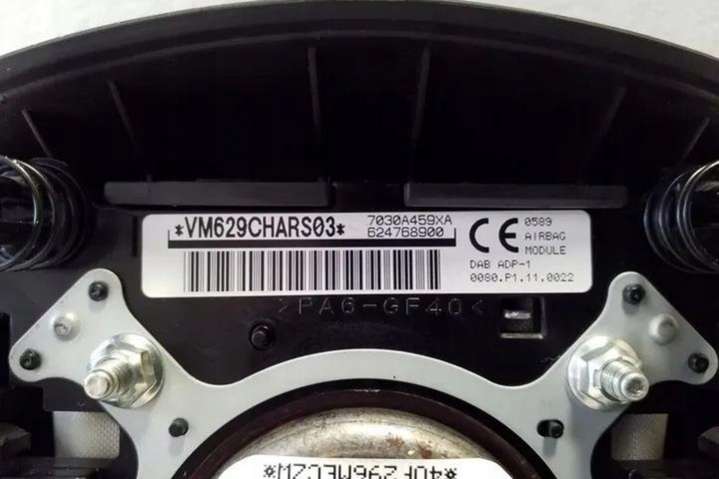 *VM629CHARS03*
7030A459XA
624768900
CE
0589
AIRBAG
MODULE
DAB ADP-1
0080.P1.11.0022
>PA6-GF40<